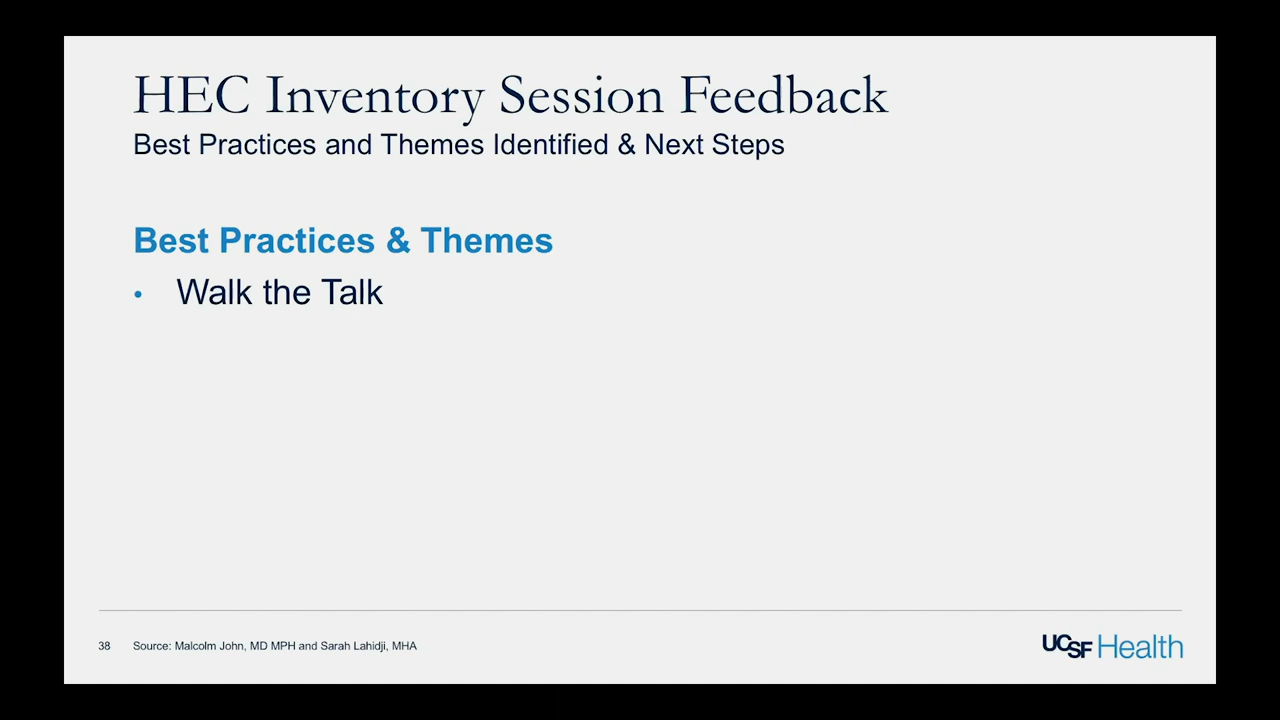 HEC Inventory Session Feedback
Best Practices and Themes Identified & Next Steps
Best Practices & Themes
• Walk the Talk
38 Source: Malcolm John, MD MPH and Sarah Lahidji, MHA
UCSF Health